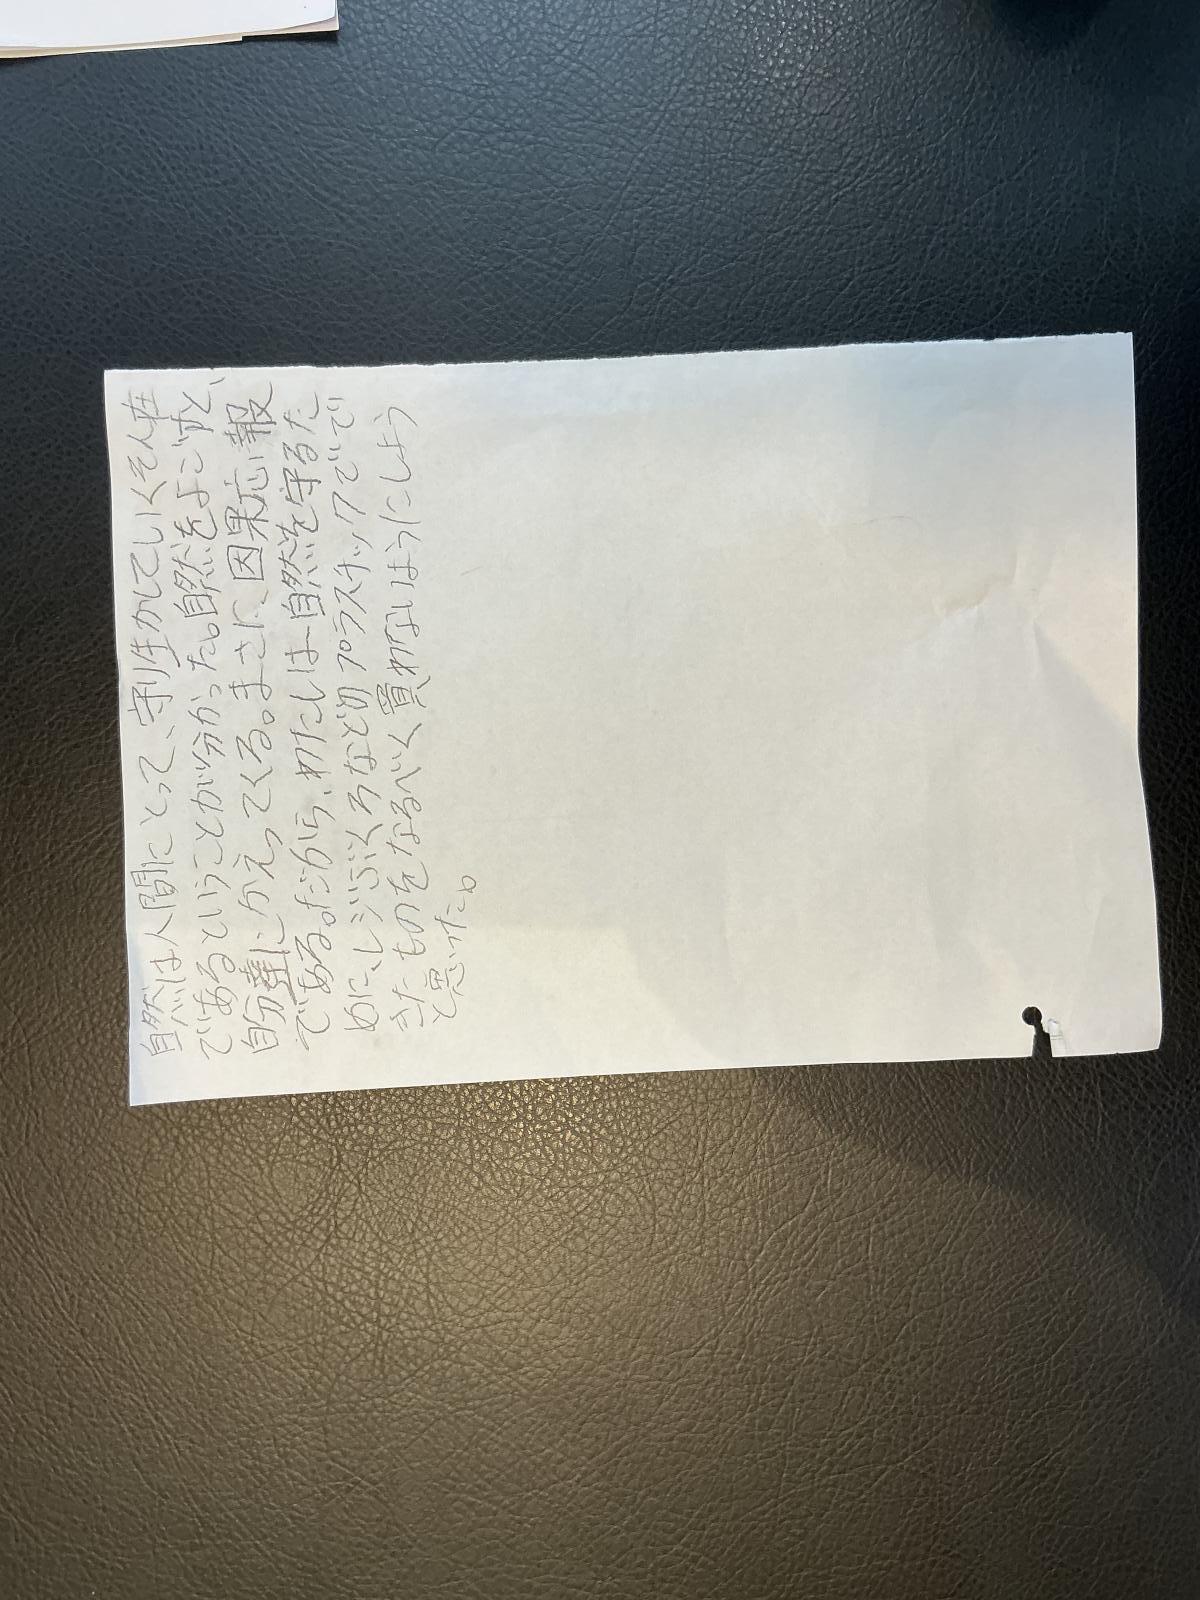 自然は人間にとって、守り生かしていくそん在
であるということが分かった。自然をよごすと、
自分達にかえってくる。まさに、因果応報
である。だから、わたしは自然を守るた
めに、レジぶくろなどのプラスチックでで
きたものをなるべく買わないようにしよう
と思った。